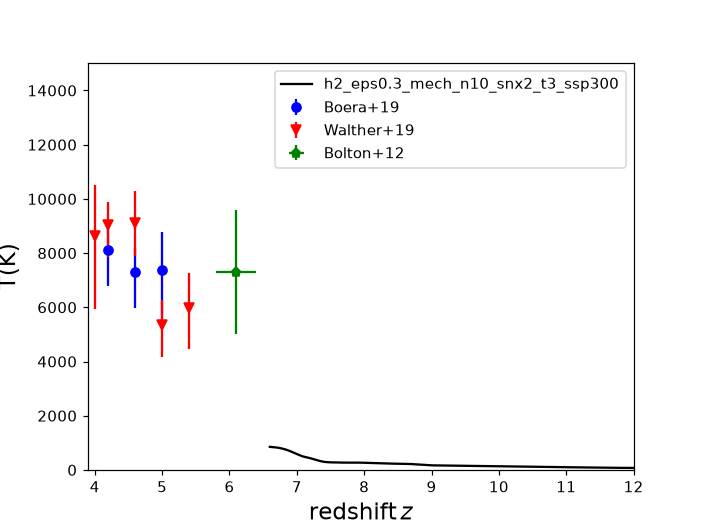 h2_eps0.3_mech_n10_snx2_t3_ssp300
Boera+19
Walther+19
Bolton+12
14000
12000
10000
8000
6000
4000
2000
0
T(K)
4 5 6 7 8 9 10 11 12
redshift z